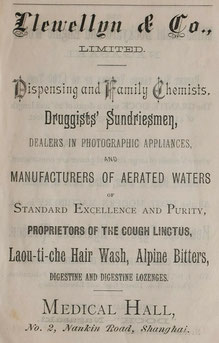 Llewellyn & Co.,
LIMITED.
Dispensing and Family Chemists.
Druggists' Sundriesmen,
DEALERS IN PHOTOGRAPHIC APPLIANCES,
AND
MANUFACTURERS OF AERATED WATERS
OF
STANDARD EXCELLENCE AND PURITY,
PROPRIETORS OF THE COUGH LINCTUS,
Laou-ti-che Hair Wash, Alpine Bitters,
DIGESTINE AND DIGESTINE LOZENGES.
MEDICAL HALL,
No. 2, Nankin Road, Shanghai.